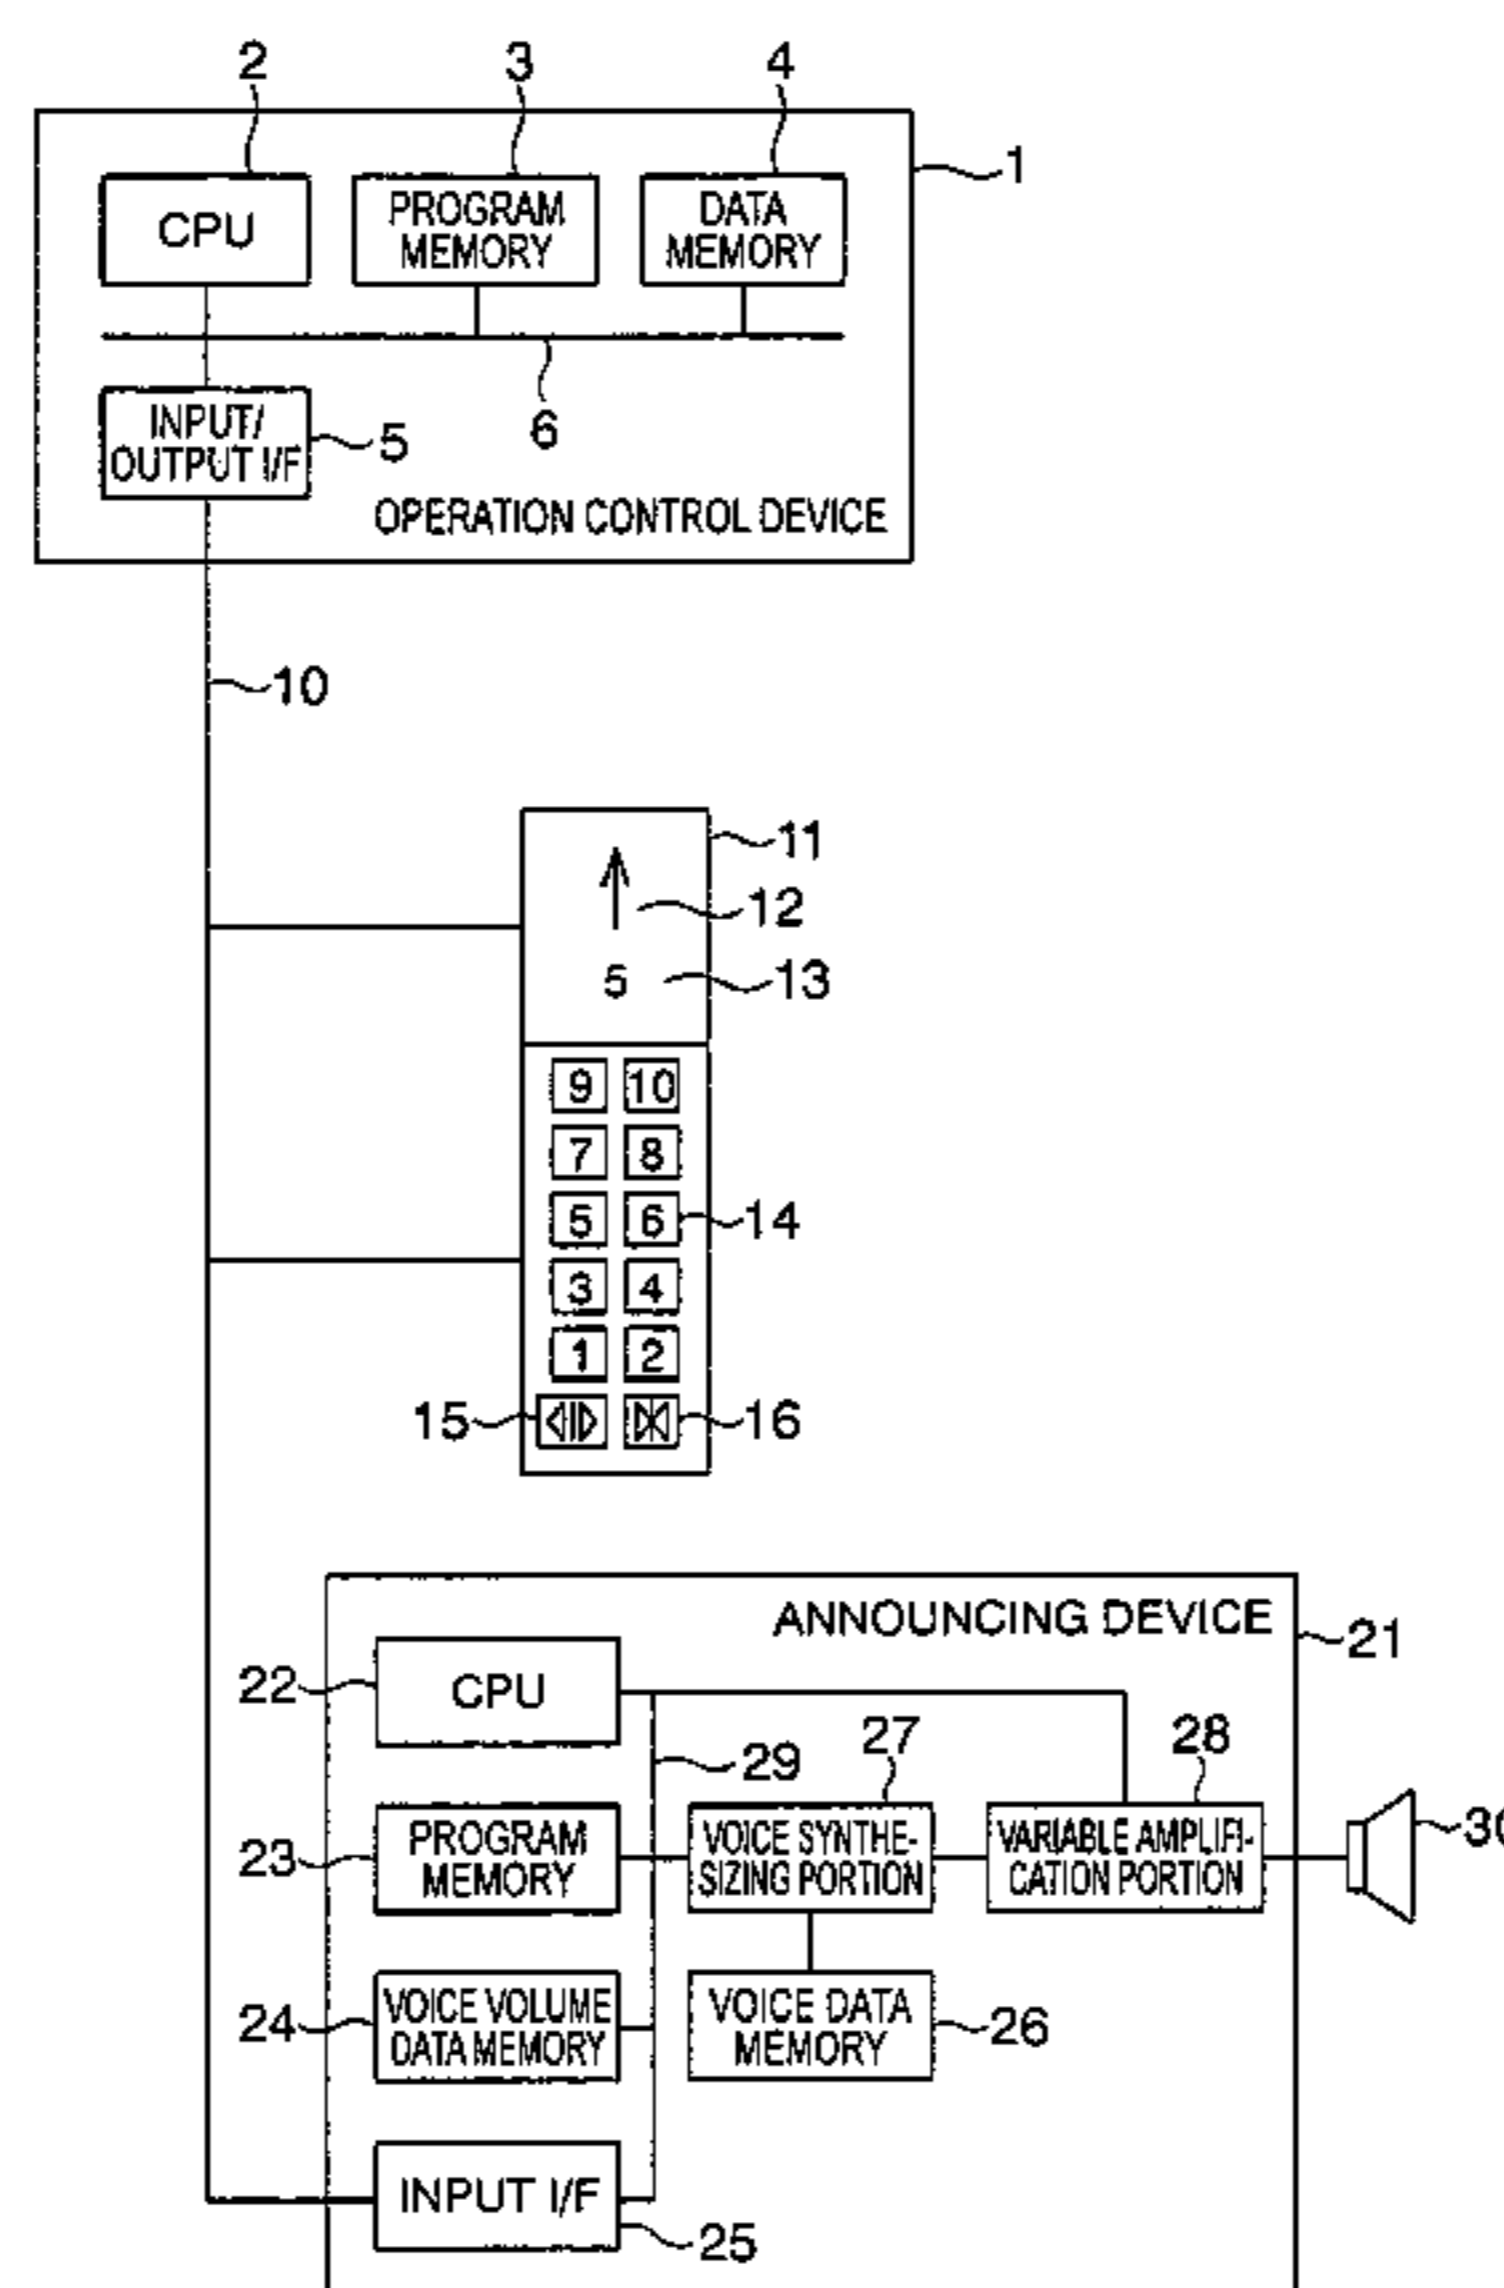 2 3 4
1
CPU
PROGRAM
MEMORY
DATA
MEMORY
INPUT/
OUTPUT I/F
5
6
OPERATION CONTROL DEVICE
10
11
12
5
13
9 10
7 8
5 6
14
3 4
1 2
15
16
ANNOUNCING DEVICE
21
22
CPU
29
27
28
23
PROGRAM
MEMORY
VOICE SYNTHE-
SIZING PORTION
VARIABLE AMPLIFI-
CATION PORTION
30
24
VOICE VOLUME
DATA MEMORY
VOICE DATA
MEMORY
26
INPUT I/F
25